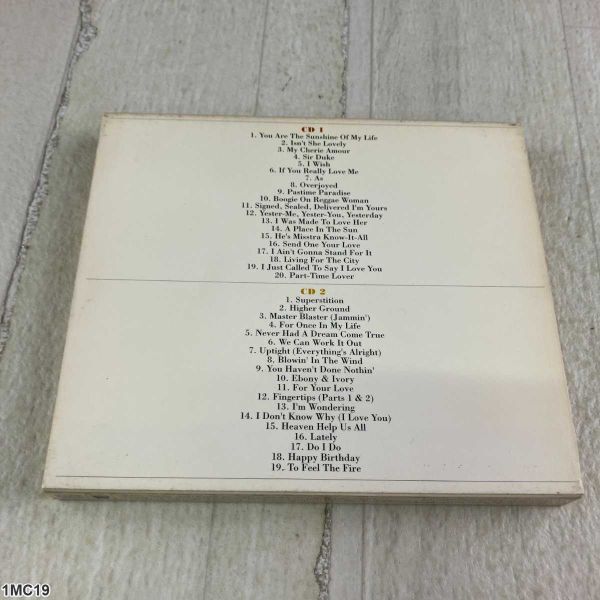 CD 1
1. You Are The Sunshine Of My Life
2. Isn't She Lovely
3. My Cherie Amour
4. Sir Duke
5. I Wish
6. If You Really Love Me
7. As
8. Overjoyed
9. Pastime Paradise
10. Boogie On Reggae Woman
11. Signed, Sealed, Delivered I'm Yours
12. Yester-Me, Yester-You, Yesterday
13. I Was Made To Love Her
14. A Place In The Sun
15. He's Misstra Know-It-All
16. Send One Your Love
17. I Ain't Gonna Stand For It
18. Living For The City
19. I Just Called To Say I Love You
20. Part-Time Lover
CD 2
1. Superstition
2. Higher Ground
3. Master Blaster (Jammin')
4. For Once In My Life
5. Never Had A Dream Come True
6. We Can Work It Out
7. Uptight (Everything's Alright)
8. Blowin' In The Wind
9. You Haven't Done Nothin'
10. Ebony & Ivory
11. For Your Love
12. Fingertips (Parts 1 & 2)
13. I'm Wondering
14. I Don't Know Why (I Love You)
15. Heaven Help Us All
16. Lately
17. Do I Do
18. Happy Birthday
19. To Feel The Fire
1MC19